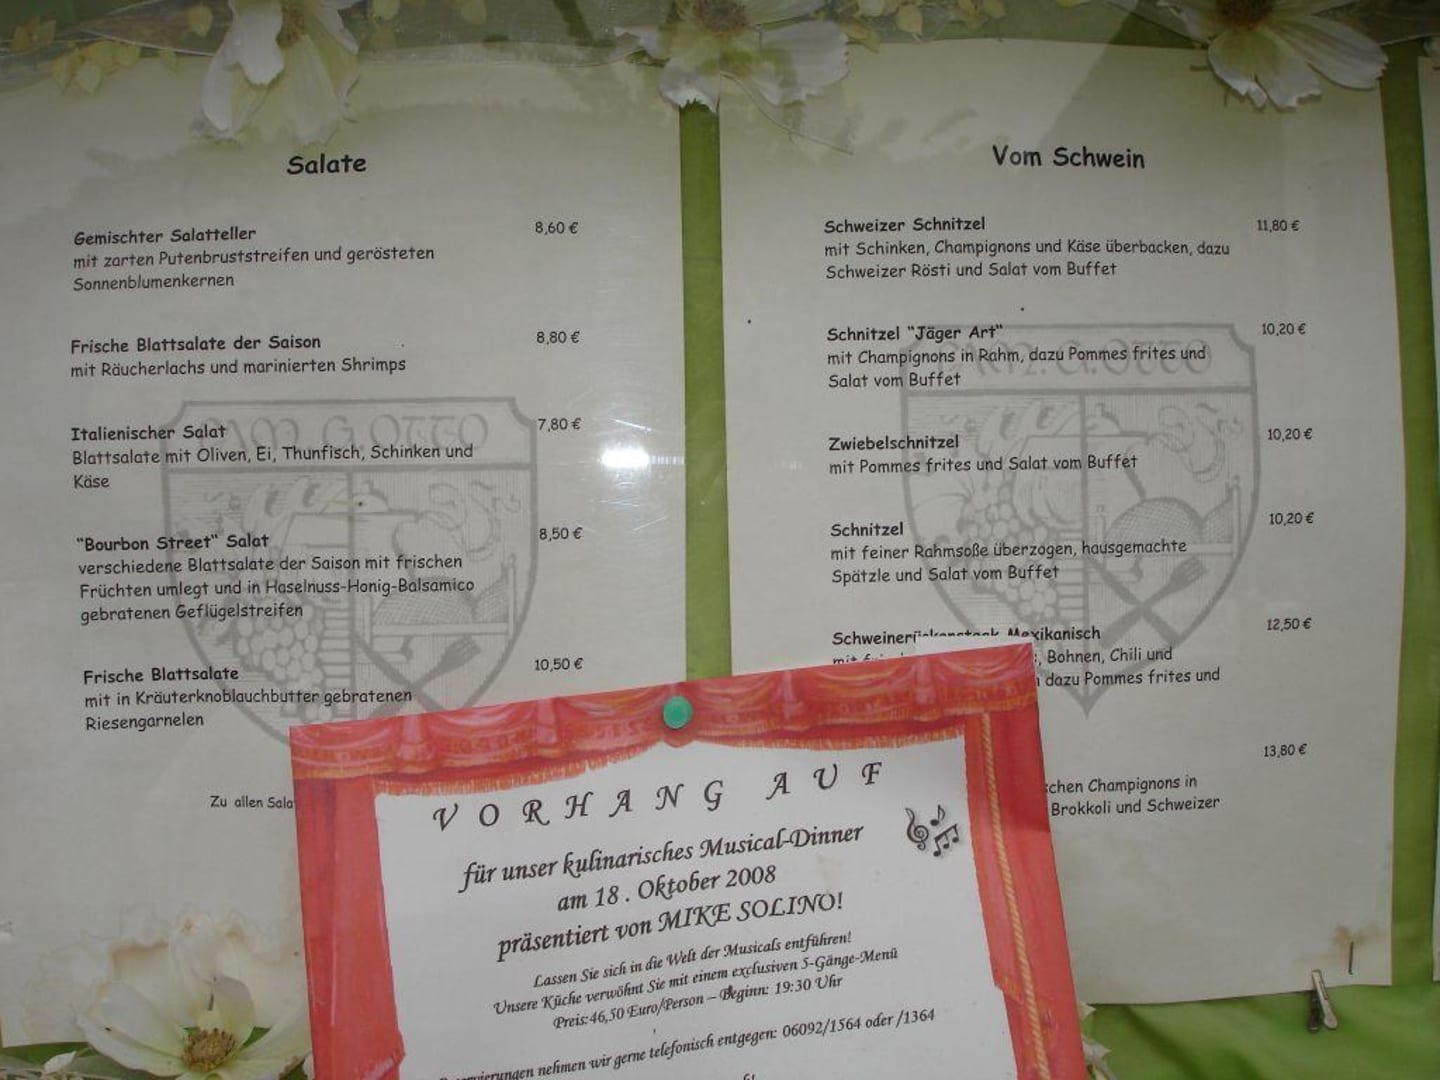 Salate
Gemischter Salatteller 8,60 €
mit zarten Putenbruststreifen und gerösteten
Sonnenblumenkernen
Frische Blattsalate der Saison 8,80 €
mit Räucherlachs und marinierten Shrimps
Italienischer Salat 7,80 €
Blattsalate mit Oliven, Ei, Thunfisch, Schinken und
Käse
"Bourbon Street" Salat 8,50 €
verschiedene Blattsalate der Saison mit frischen
Früchten umlegt und in Haselnuss-Honig-Balsamico
gebratenen Geflügelstreifen
Frische Blattsalate 10,50 €
mit in Kräuterknoblauchbutter gebratenen
Riesengarnelen
Zu allen Sala
FAM. G. OTTO
Vom Schwein
Schweizer Schnitzel 11,80 €
mit Schinken, Champignons und Käse überbacken, dazu
Schweizer Rösti und Salat vom Buffet
Schnitzel "Jäger Art" 10,20 €
mit Champignons in Rahm, dazu Pommes frites und
Salat vom Buffet
Zwiebelschnitzel 10,20 €
mit Pommes frites und Salat vom Buffet
Schnitzel 10,20 €
mit feiner Rahmsoße überzogen, hausgemachte
Spätzle und Salat vom Buffet
Schweinerückensteak Mexikanisch 12,50 €
Bohnen, Chili und
dazu Pommes frites und
13,80 €
chen Champignons in
Brokkoli und Schweizer
FAM. G. OTTO
VORHANG AUF
für unser kulinarisches Musical-Dinner
am 18. Oktober 2008
präsentiert von MIKE SOLINO!
Lassen Sie sich in die Welt der Musicals entführen!
Unsere Küche verwöhnt Sie mit einem exclusiven 5-Gänge-Menü
Preis: 46,50 Euro/Person – Beginn: 19:30 Uhr
nehmen wir gerne telefonisch entgegen: 06092/1564 oder /1364